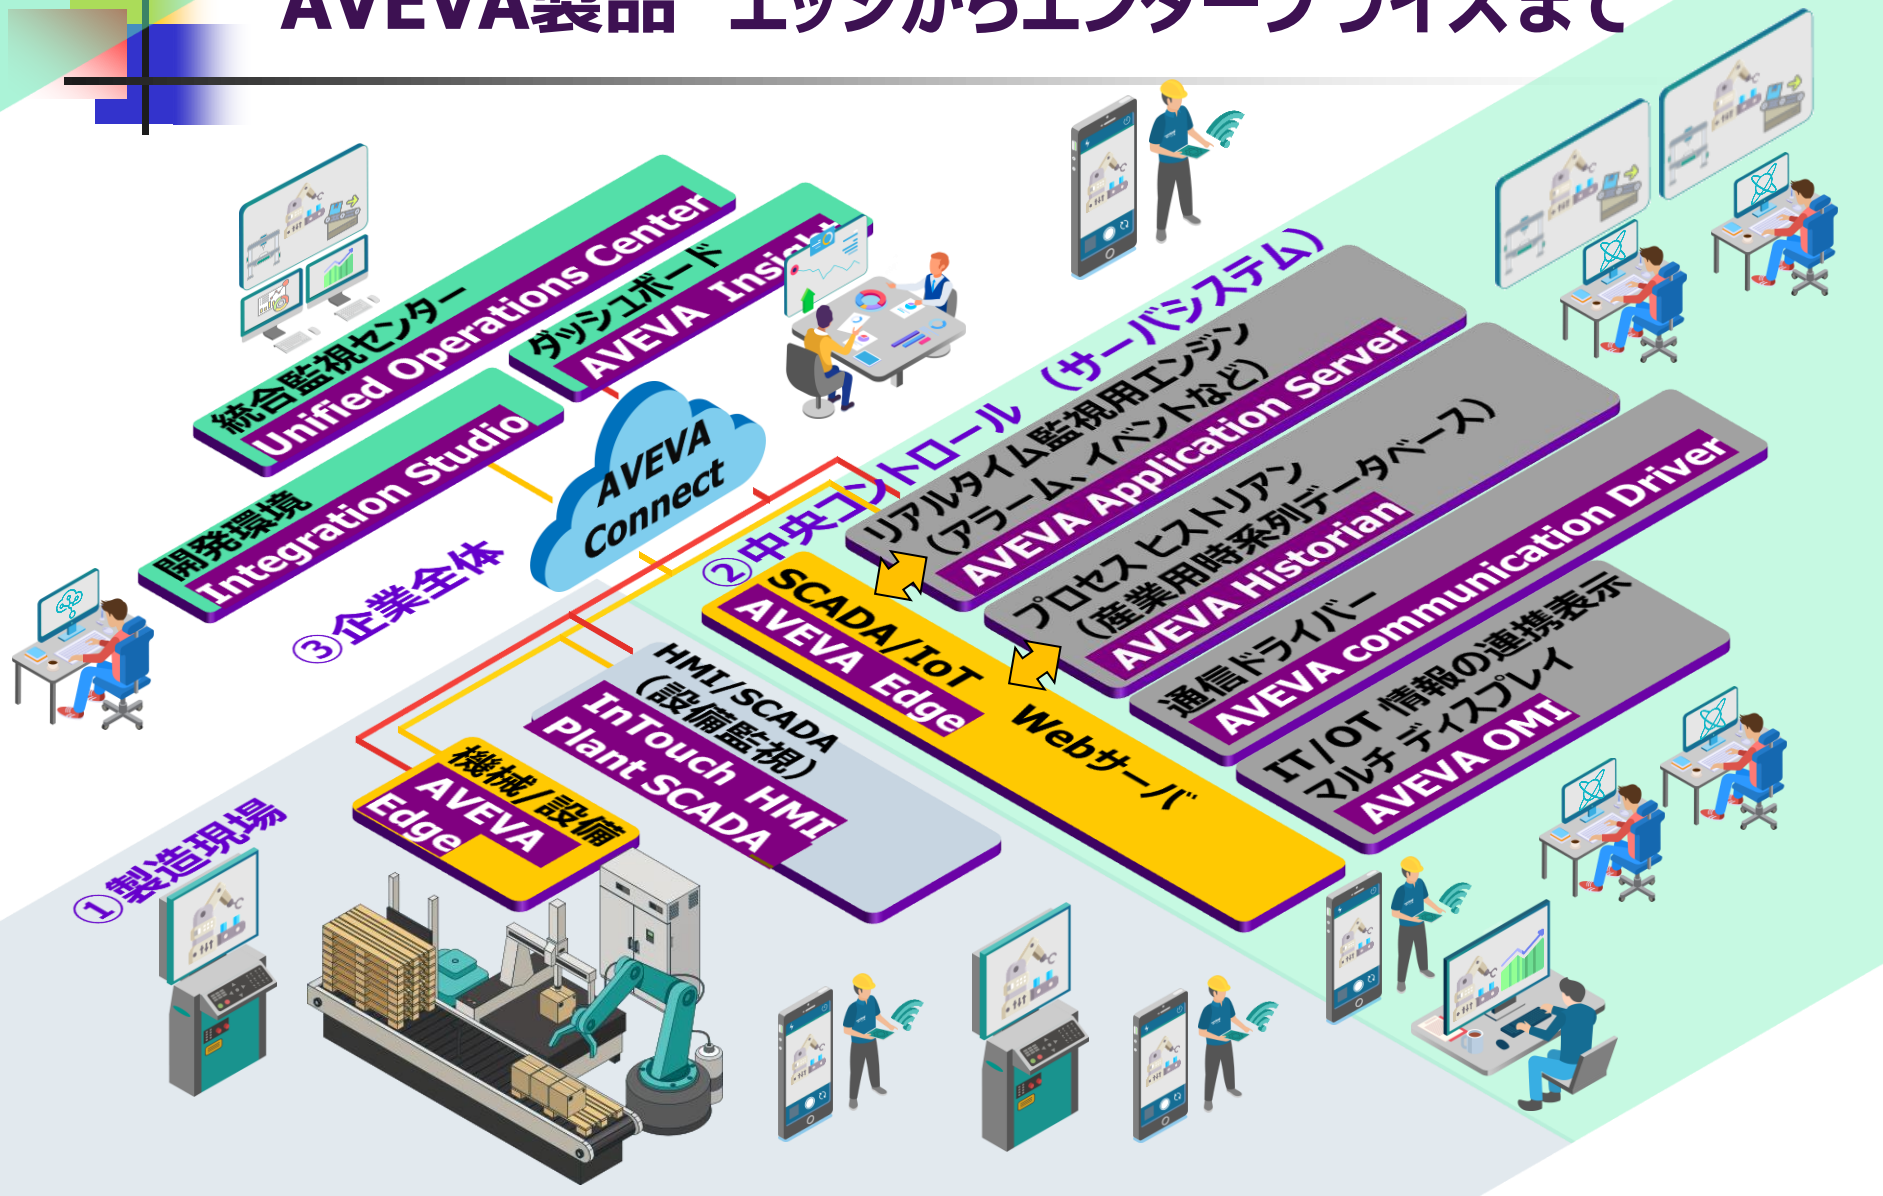 AVEVA製品 エッジからエンタープライズまで
統合監視センター
Unified Operations Center
ダッシュボード
AVEVA Insight
開発環境
Integration Studio
AVEVA
Connect
③企業全体
②中央コントロール (サーバシステム)
リアルタイム監視用エンジン
(アラーム、イベントなど)
AVEVA Application Server
プロセス ヒストリアン
(産業用時系列データベース)
AVEVA Historian
通信ドライバー
AVEVA communication Driver
IT/OT 情報の連携表示
マルチ ディスプレイ
AVEVA OMI
SCADA/IoT Webサーバ
AVEVA Edge
HMI/SCADA
(設備監視)
InTouch HMI
Plant SCADA
機械/設備
AVEVA
Edge
①製造現場